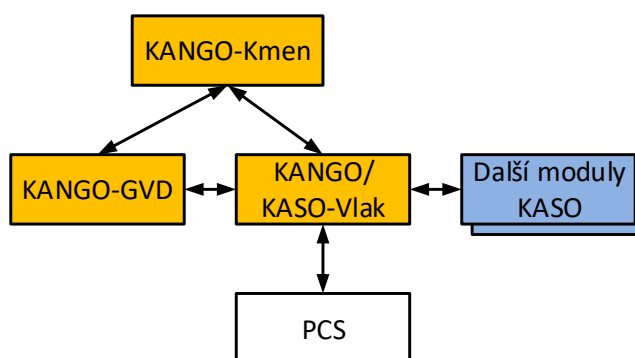 KANGO-Kmen
KANGO-GVD
KANGO/
KASO-Vlak
Další moduly
KASO
PCS